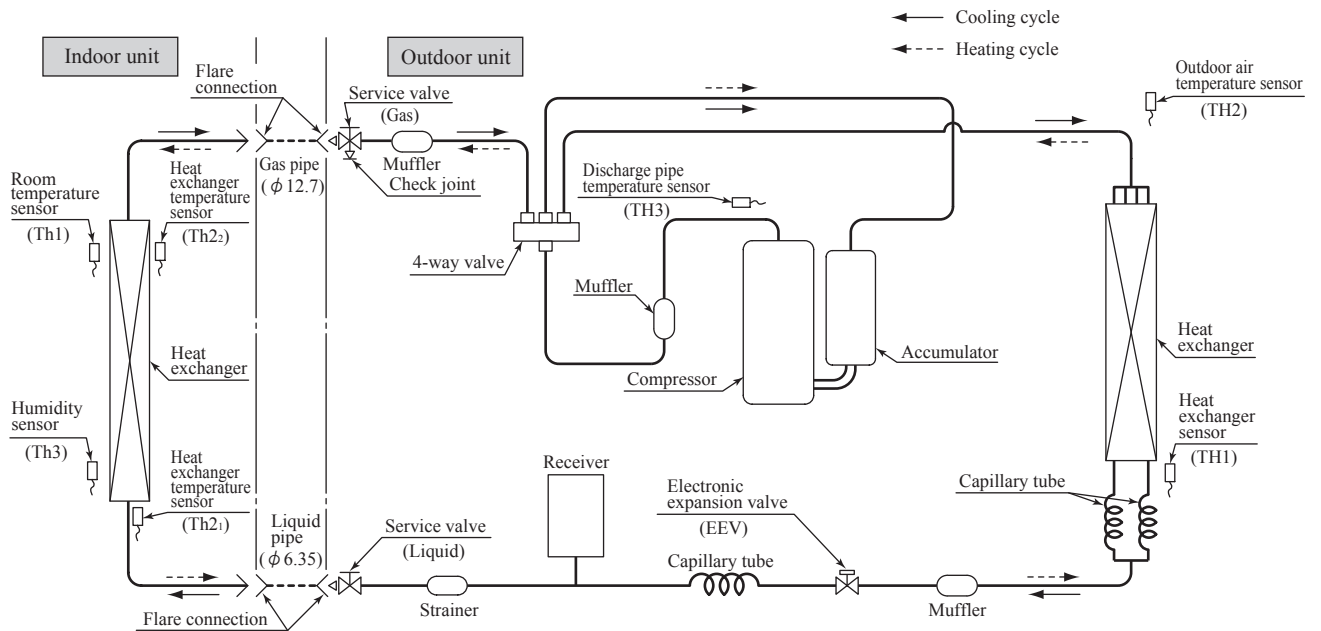 Cooling cycle
Heating cycle
Indoor unit
Outdoor unit
Flare
connection
Service valve
(Gas)
Outdoor air
temperature sensor
(TH2)
Gas pipe
(ϕ12.7)
Muffler
Check joint
Room
temperature
sensor
(Th1)
Heat
exchanger
temperature
sensor
(Th2₂)
Discharge pipe
temperature sensor
(TH3)
4-way valve
Muffler
Heat
exchanger
Compressor
Accumulator
Heat
exchanger
Humidity
sensor
(Th3)
Heat
exchanger
temperature
sensor
(Th2₁)
Heat
exchanger
sensor
(TH1)
Capillary tube
Receiver
Electronic
expansion valve
(EEV)
Liquid
pipe
(ϕ6.35)
Service valve
(Liquid)
Capillary tube
Strainer
Muffler
Flare connection